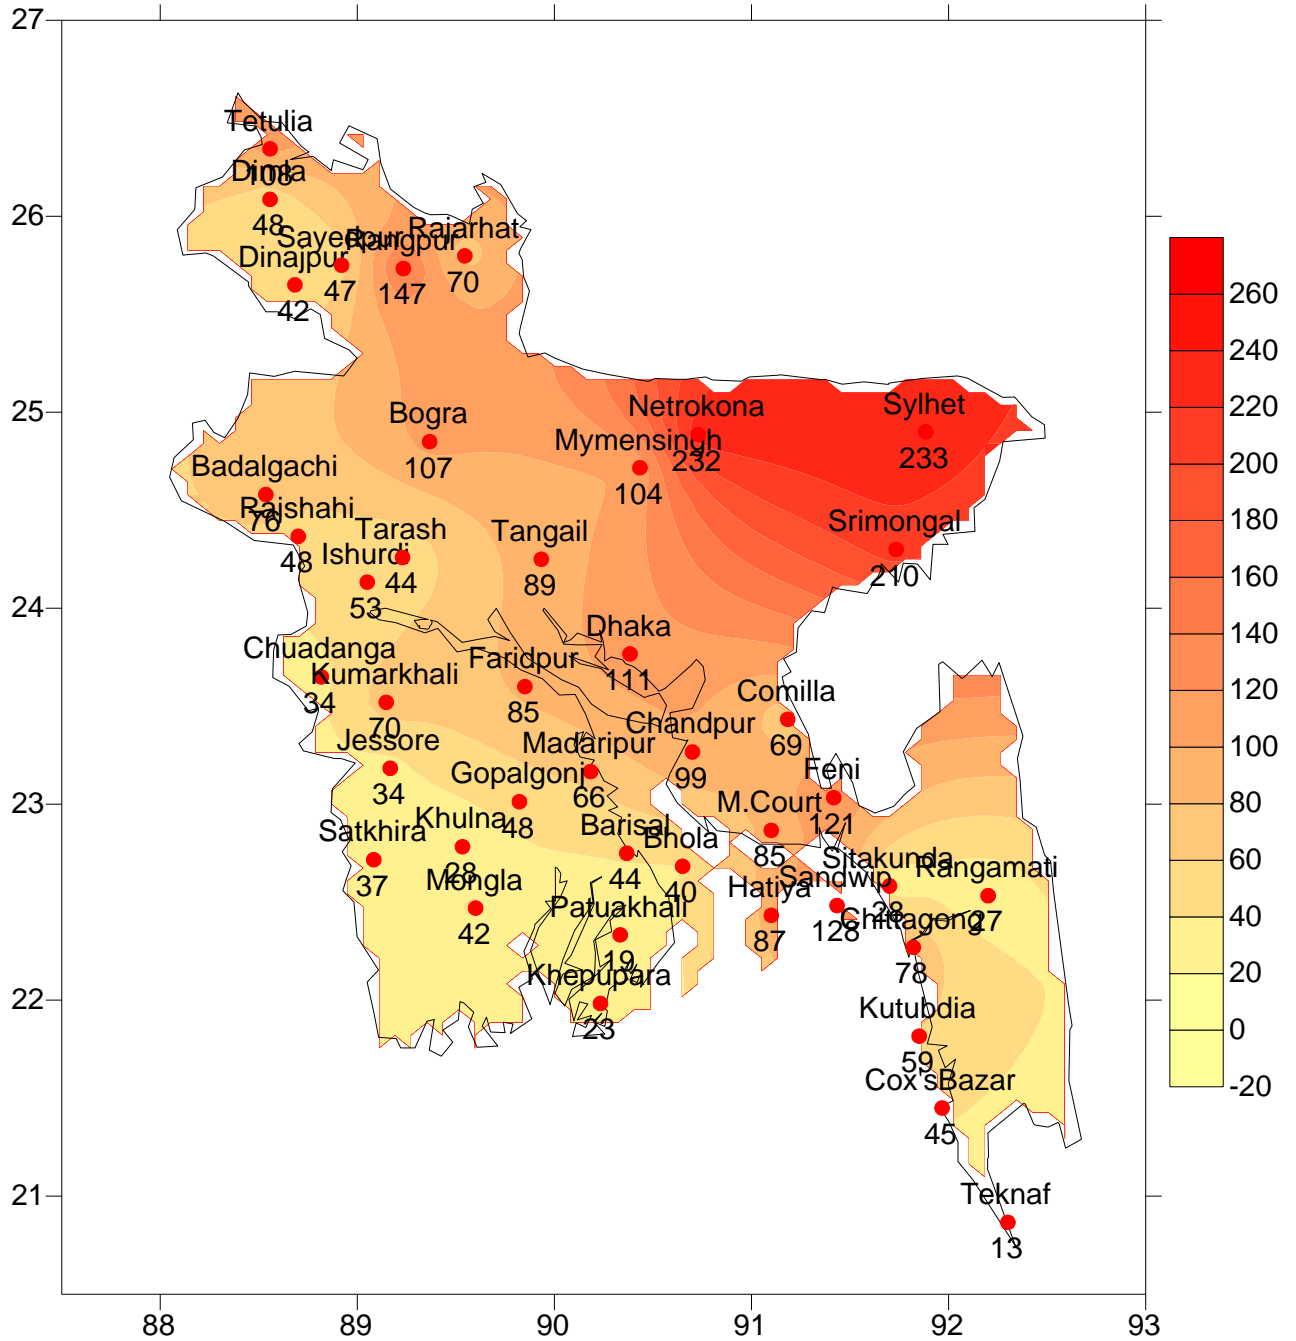 27
Tetulia
108
Dimla
26
48
Sayedpur
Rangpur
Rajarhat
Dinajpur
47
147
70
42
260
240
25
Bogra
Netrokona
Sylhet
220
Mymensingh
107
232
233
200
Badalgachi
104
76
Rajshahi
Srimongal
180
Tarash
Tangail
48
Ishurdi
44
89
210
160
53
24
Dhaka
140
Chuadanga
Faridpur
Kumarkhali
111
34
85
Comilla
120
70
Chandpur
69
Jessore
Madaripur
100
34
Gopalgonj
66
99
Feni
23
48
M.Court
121
80
Satkhira
Khulna
Barisal
Bhola
85
Sitakunda
60
37
28
44
40
Hatiya
Sandwip
28
Rangamati
Mongla
Patuakhali
128
Chittagong
27
40
42
19
87
78
22
Khepupara
20
23
Kutubdia
0
59
Cox'sBazar
-20
45
21
Teknaf
13
88
89
90
91
92
93